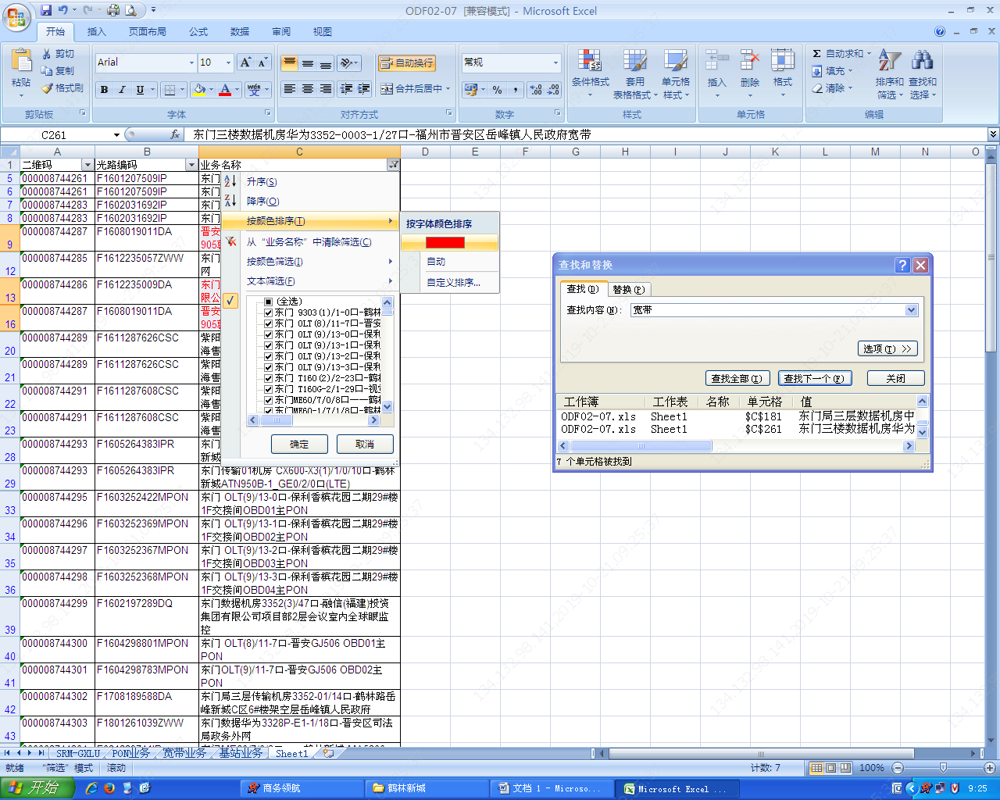 ODF02-07 [兼容模式] - Microsoft Excel
开始 插入 页面布局 公式 数据 审阅 视图
粘贴 剪切 复制 格式刷 剪贴板
Arial 10 字体
自动换行 合并后居中 对齐方式
常规 数字
条件格式 套用表格格式 单元格样式 样式
插入 删除 格式 单元格
自动求和 填充 清除 排序和筛选 查找和选择 编辑
C261 fx 东门三楼数据机房华为3352-0003-1/27口-福州市晋安区岳峰镇人民政府宽带
A B C D E F G H I J K L M N O
1 二维码 光路编码 业务名称
5 000008744261 F1601207509IP 东门
6 000008744261 F1601207509IP 东门
7 000008744283 F1602031692IP 东门
8 000008744283 F1602031692IP 东门
9 000008744287 F1608019011DA 晋安
905
12 000008744285 F1612235057ZWW 东门
网
13 000008744286 F1612235009DA 东门
限公
16 000008744287 F1608019011DA 晋安
905
20 000008744289 F1611287626CSC 紫阳
海售
21 000008744289 F1611287626CSC 紫阳
海售
22 000008744291 F1611287608CSC 紫阳
海售
23 000008744291 F1611287608CSC 紫阳
海售
28 000008744293 F1605264383IPR 东门
新城
29 000008744293 F1605264383IPR 东门传输01机房 CX600-X3(1)/1/0/10口-鹤林
新城ATN950B-1_GE0/2/0口(LTE)
33 000008744295 F1603252422MPON 东门 OLT(9)/13-0口-保利香槟花园二期29#楼
1F交接间OBD01主PON
34 000008744296 F1603252369MPON 东门 OLT(9)/13-1口-保利香槟花园二期29#楼
1F交接间OBD02主PON
35 000008744297 F1603252367MPON 东门 OLT(9)/13-2口-保利香槟花园二期29#楼
1F交接间OBD03主PON
36 000008744298 F1603252368MPON 东门 OLT(9)/13-3口-保利香槟花园二期29#楼
1F交接间OBD04主PON
39 000008744299 F1602197289DQ 东门数据机房3352(3)/47口-融信(福建)投资
集团有限公司项目部2层会议室内全球眼监
控
40 000008744300 F1604298801MPON 东门 OLT(8)/11-7口-晋安GJ506 OBD01主
PON
41 000008744301 F1604298783MPON 东门OLT(9)/11-7口-晋安GJ506 OBD02主
PON
42 000008744302 F1708189588DA 东门局三层传输机房3352-01/14口-鹤林路岳
峰新城C区6#楼架空层岳峰镇人民政府
43 000008744303 F1801261039ZWW 东门数据华为3328P-E1-1/18口-晋安区司法
局政务外网
升序(S)
降序(O)
按颜色排序(T)
从“业务名称”中清除筛选(C)
按颜色筛选(I)
文本筛选(F)
(全选)
东门 9303(1)/1-0口-鹤林
东门 OLT(8)/11-7口-晋安
东门 OLT(9)/13-0口-保利
东门 OLT(9)/13-1口-保利
东门 OLT(9)/13-2口-保利
东门 OLT(9)/13-3口-保利
东门 T160(2)/2-23口-鹤林
东门 T160G-2/1-29口-视
东门ME60/7/0/8口——鹤林
东门ME60-1/7/1/8口-鹤林
确定 取消
按字体颜色排序
自动
自定义排序...
查找和替换
查找(D) 替换(P)
查找内容(N): 宽带
选项(T) >>
查找全部(I) 查找下一个(F) 关闭
工作簿 工作表 名称 单元格 值
ODF02-07.xls Sheet1 $C$181 东门局三层数据机房中
ODF02-07.xls Sheet1 $C$261 东门三楼数据机房华为
7 个单元格被找到
SRM-GXLU PON业务 宽带业务 基站业务 Sheet1
就绪 “筛选”模式 滚动 计数: 7 100%
开始 商务领航 鹤林新城 文档 1 - Microso... Microsoft Excel ... 9:25
134.132.98.141,2019-10-21,09:25:37